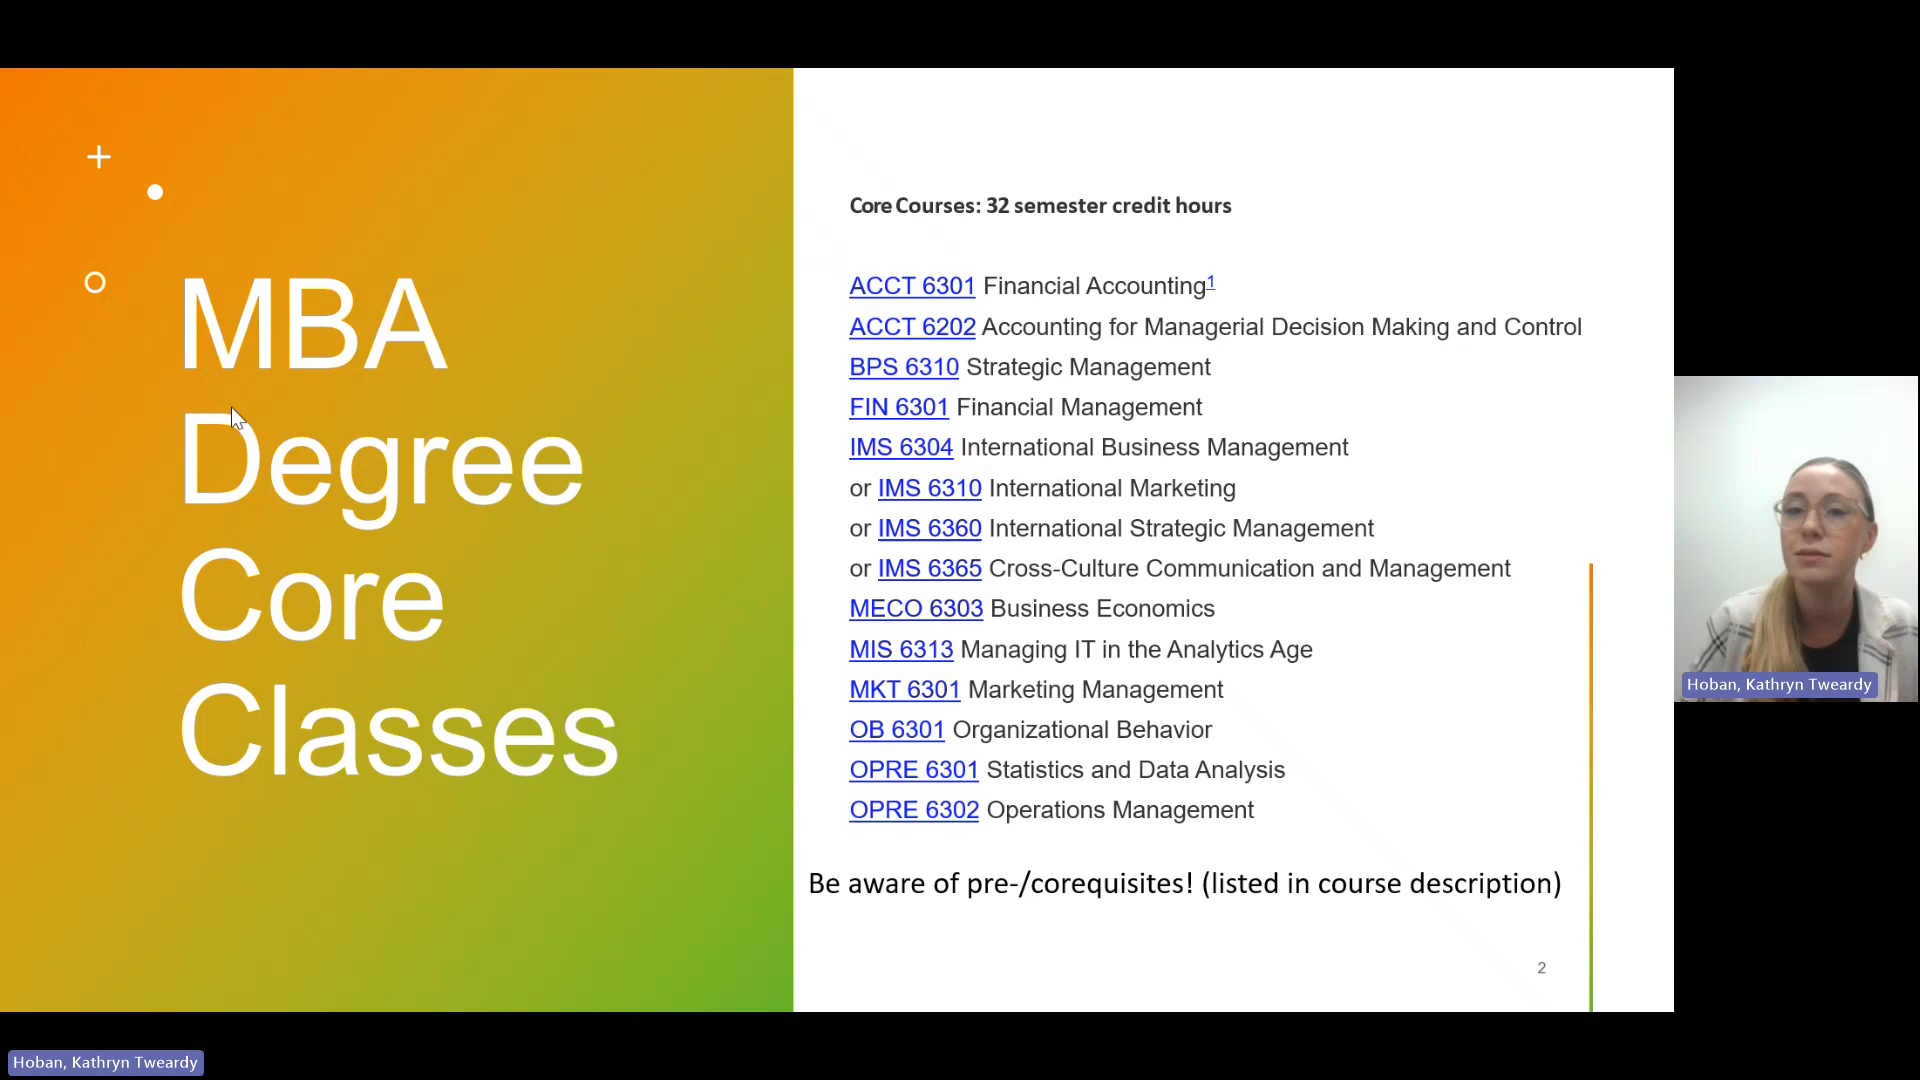 MBA
Degree
Core
Classes
Core Courses: 32 semester credit hours
ACCT 6301 Financial Accounting1
ACCT 6202 Accounting for Managerial Decision Making and Control
BPS 6310 Strategic Management
FIN 6301 Financial Management
IMS 6304 International Business Management
or IMS 6310 International Marketing
or IMS 6360 International Strategic Management
or IMS 6365 Cross-Culture Communication and Management
MECO 6303 Business Economics
MIS 6313 Managing IT in the Analytics Age
MKT 6301 Marketing Management
OB 6301 Organizational Behavior
OPRE 6301 Statistics and Data Analysis
OPRE 6302 Operations Management
Be aware of pre-/corequisites! (listed in course description)
2
Hoban, Kathryn Tweardy
Hoban, Kathryn Tweardy